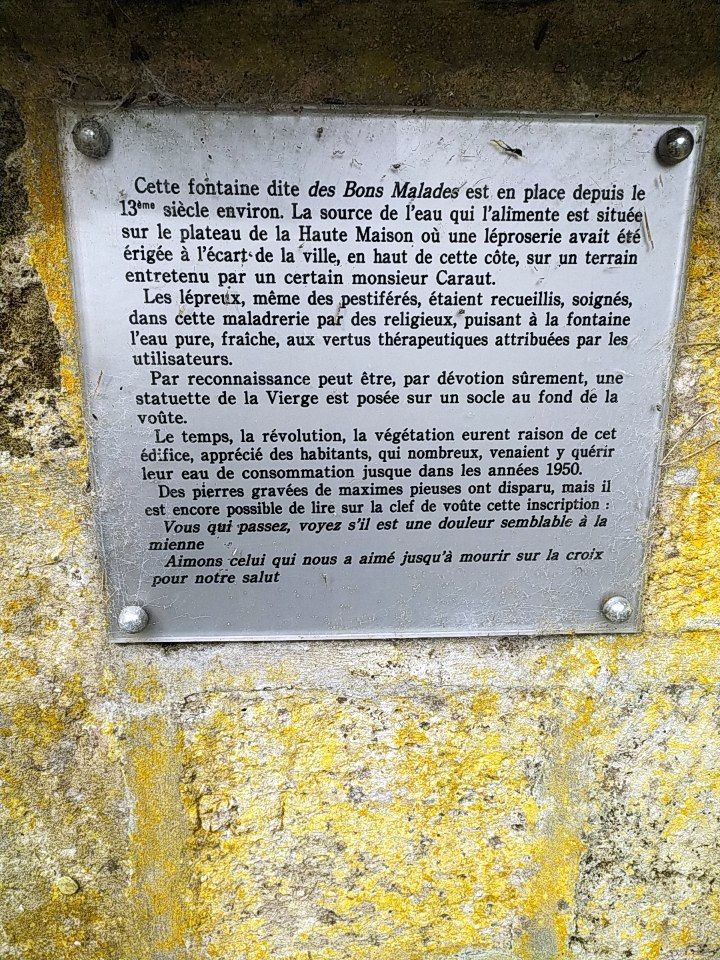 Cette fontaine dite des Bons Malades est en place depuis le
13ème siècle environ. La source de l'eau qui l'alimente est située
sur le plateau de la Haute Maison où une léproserie avait été
érigée à l'écart de la ville, en haut de cette côte, sur un terrain
entretenu par un certain monsieur Caraut.
Les lépreux, même des pestiférés, étaient recueillis, soignés,
dans cette maladrerie par des religieux, puisant à la fontaine
l'eau pure, fraîche, aux vertus thérapeutiques attribuées par les
utilisateurs.
Par reconnaissance peut être, par dévotion sûrement, une
statuette de la Vierge est posée sur un socle au fond de la
voûte.
Le temps, la révolution, la végétation eurent raison de cet
édifice, apprécié des habitants, qui nombreux, venaient y quérir
leur eau de consommation jusque dans les années 1950.
Des pierres gravées de maximes pieuses ont disparu, mais il
est encore possible de lire sur la clef de voûte cette inscription :
Vous qui passez, voyez s'il est une douleur semblable à la
mienne
Aimons celui qui nous a aimé jusqu'à mourir sur la croix
pour notre salut